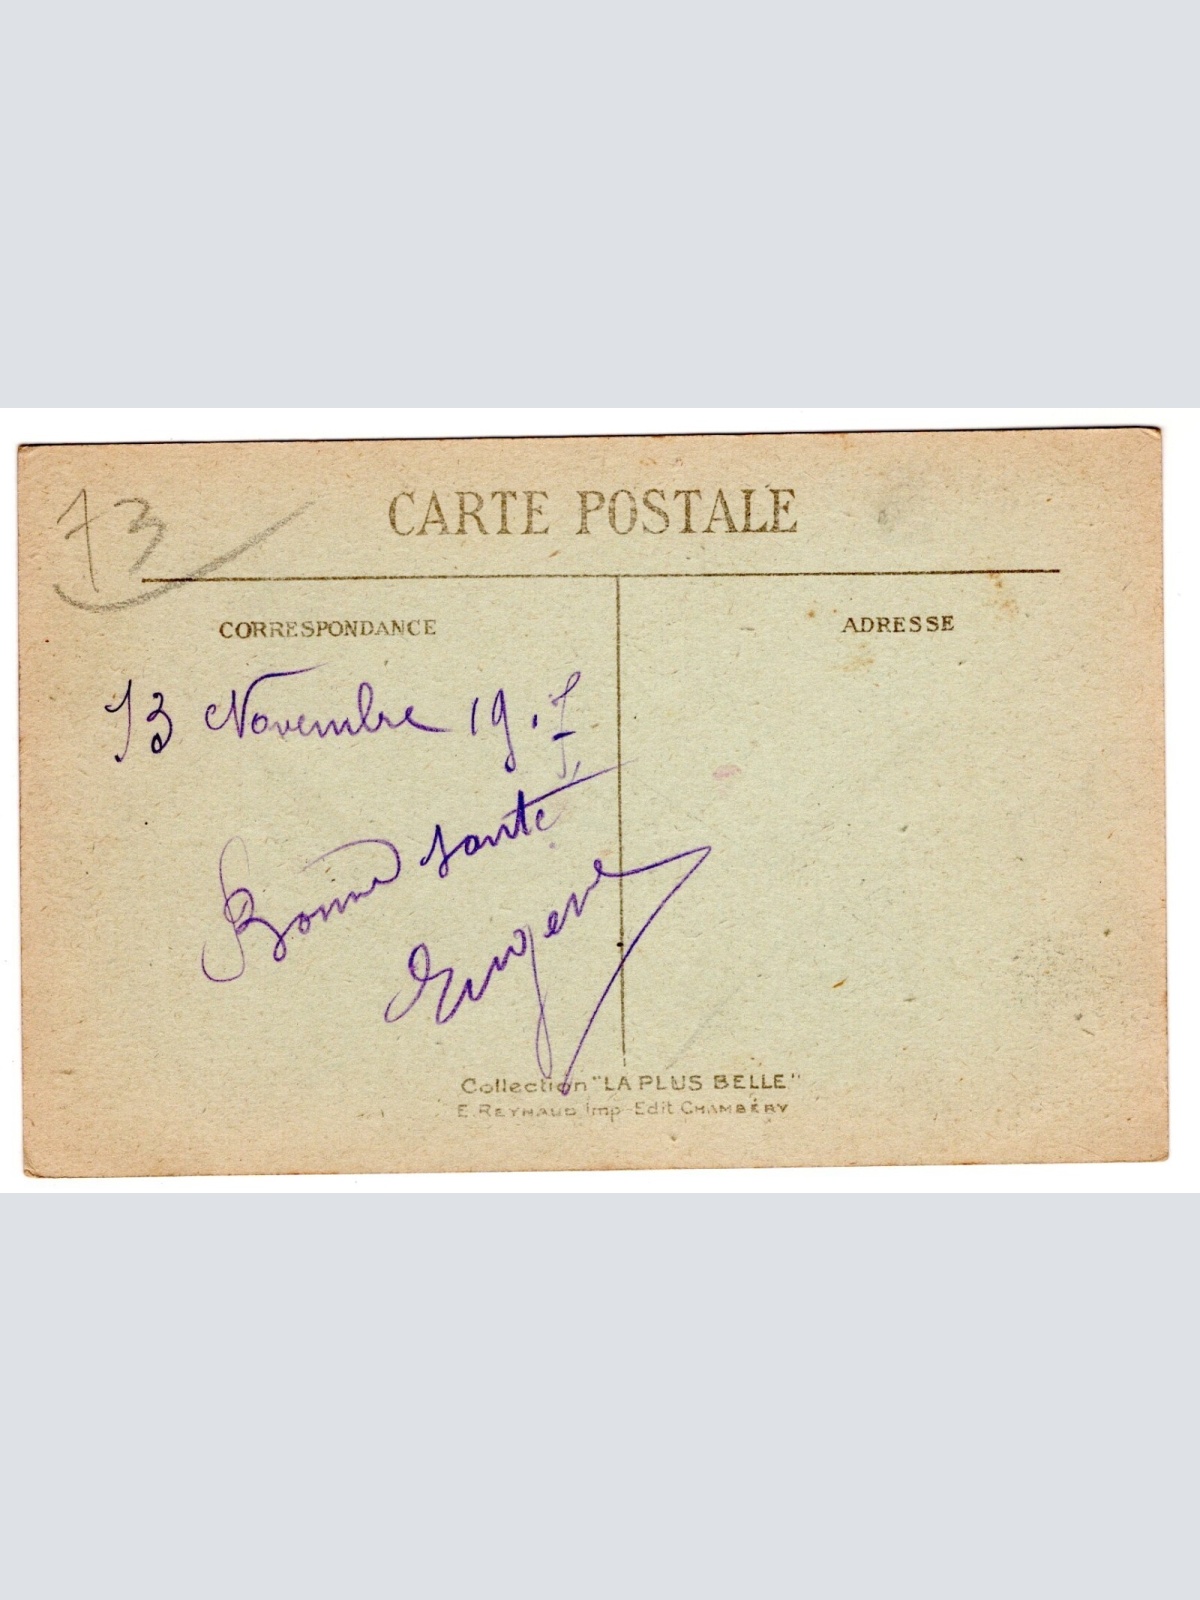 73
CARTE POSTALE
CORRESPONDANCE
ADRESSE
13 Novembre 19.7
Bonne santé
Eugene
Collection "LA PLUS BELLE"
E. REYNAUD Imp-Edit CHAMBÉRY